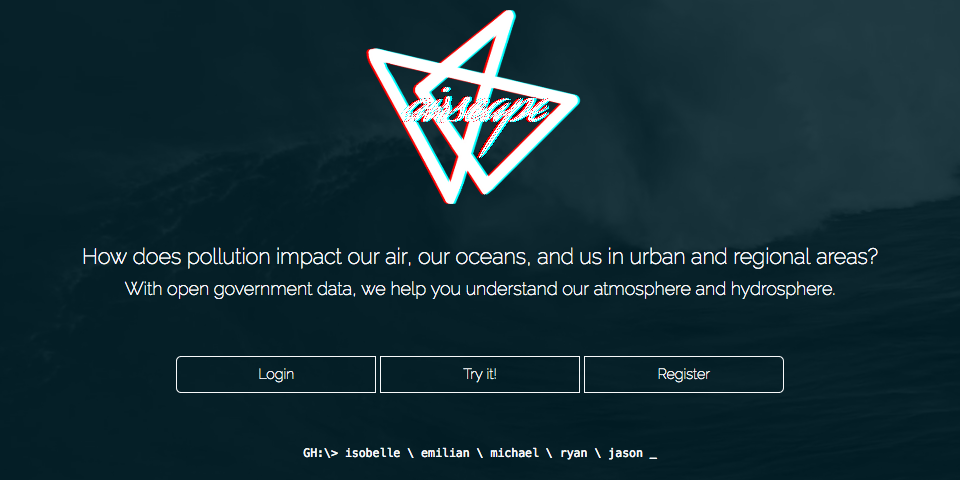 airscape
How does pollution impact our air, our oceans, and us in urban and regional areas?
With open government data, we help you understand our atmosphere and hydrosphere.
Login
Try it!
Register
GH:\> isobelle \ emilian \ michael \ ryan \ jason _